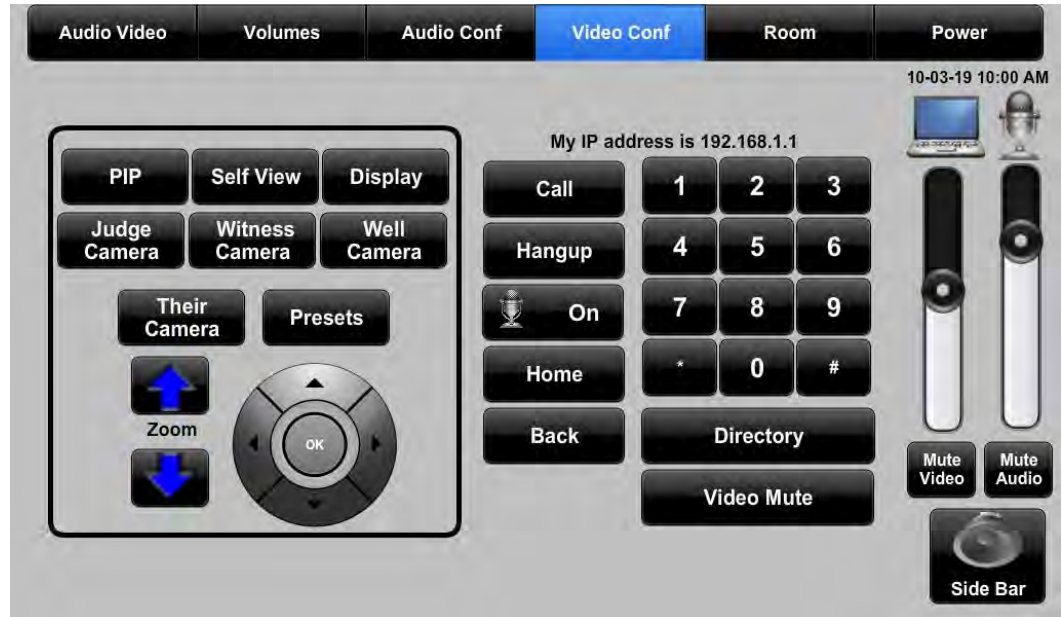 Audio Video
Volumes
Audio Conf
Video Conf
Room
Power
10-03-19 10:00 AM
My IP address is 192.168.1.1
PIP
Self View
Display
Judge
Camera
Witness
Camera
Well
Camera
Their
Camera
Presets
Zoom
OK
Call
Hangup
On
Home
Back
1
2
3
4
5
6
7
8
9
*
0
#
Directory
Video Mute
Mute
Video
Mute
Audio
Side Bar